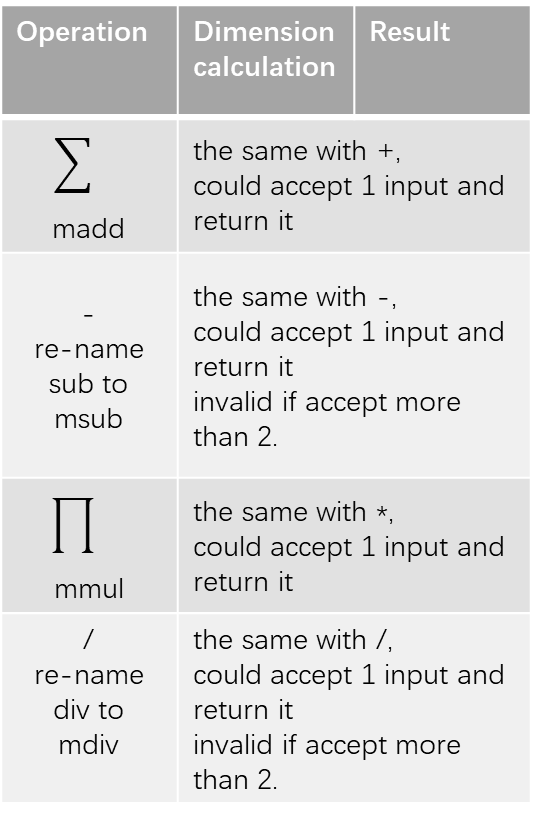 Operation
Dimension
calculation
Result
∑
madd
the same with +,
could accept 1 input and
return it
-
re-name
sub to
msub
the same with -,
could accept 1 input and
return it
invalid if accept more
than 2.
∏
mmul
the same with *,
could accept 1 input and
return it
/
re-name
div to
mdiv
the same with /,
could accept 1 input and
return it
invalid if accept more
than 2.